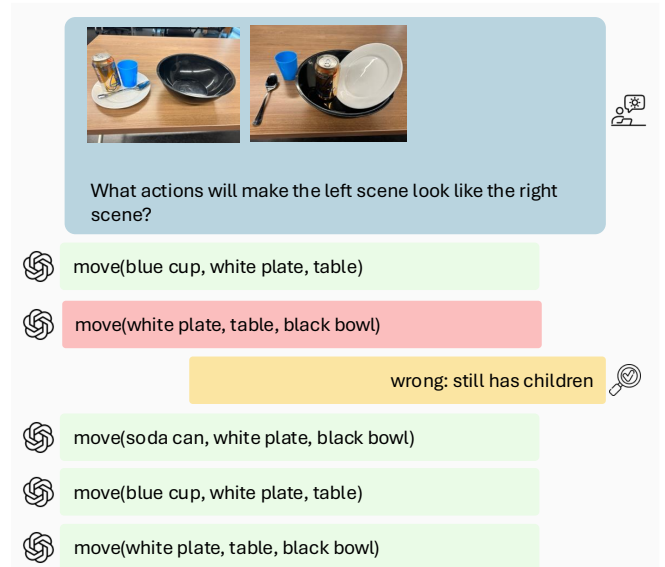 What actions will make the left scene look like the right
scene?
move(blue cup, white plate, table)
move(white plate, table, black bowl)
wrong: still has children
move(soda can, white plate, black bowl)
move(blue cup, white plate, table)
move(white plate, table, black bowl)